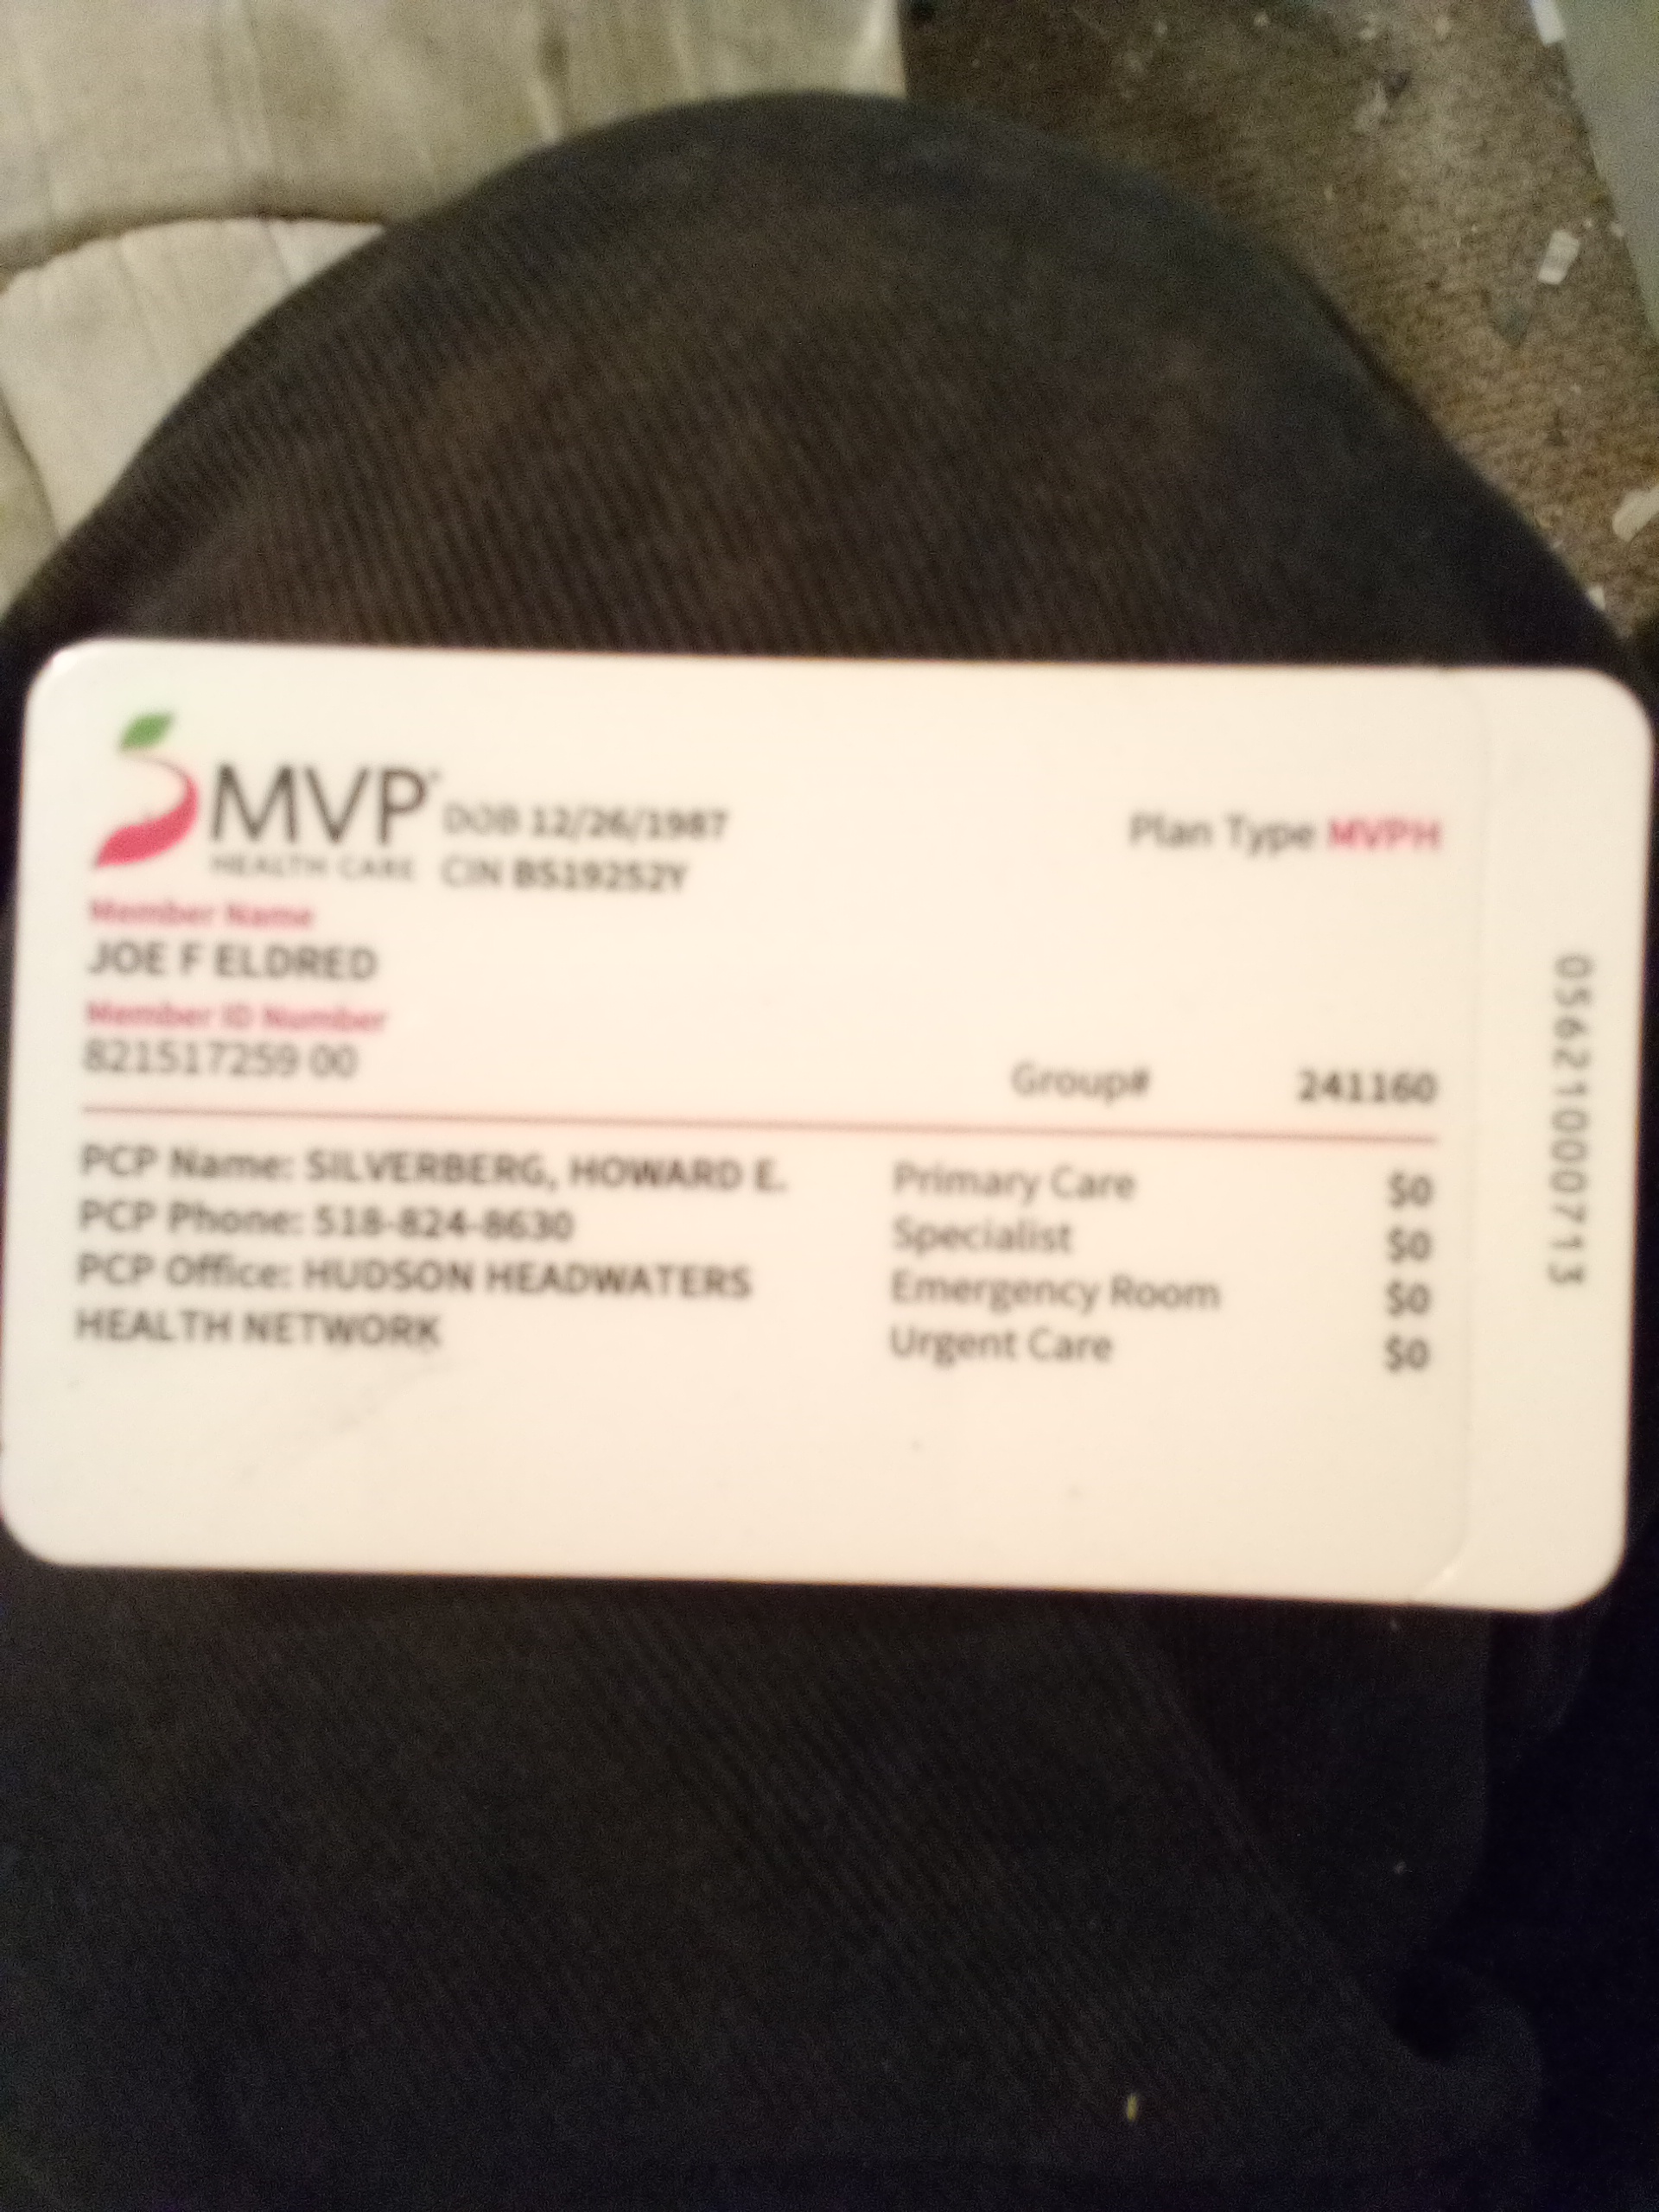 MVP
HEALTH CARE
DOB 12/26/1987
CIN BS19252Y
Plan Type MVPH
Member Name
JOE F ELDRED
Member ID Number
821517259 00
Group# 241160
PCP Name: SILVERBERG, HOWARD E.
PCP Phone: 518-824-8630
PCP Office: HUDSON HEADWATERS
HEALTH NETWORK
Primary Care $0
Specialist $0
Emergency Room $0
Urgent Care $0
056210000713